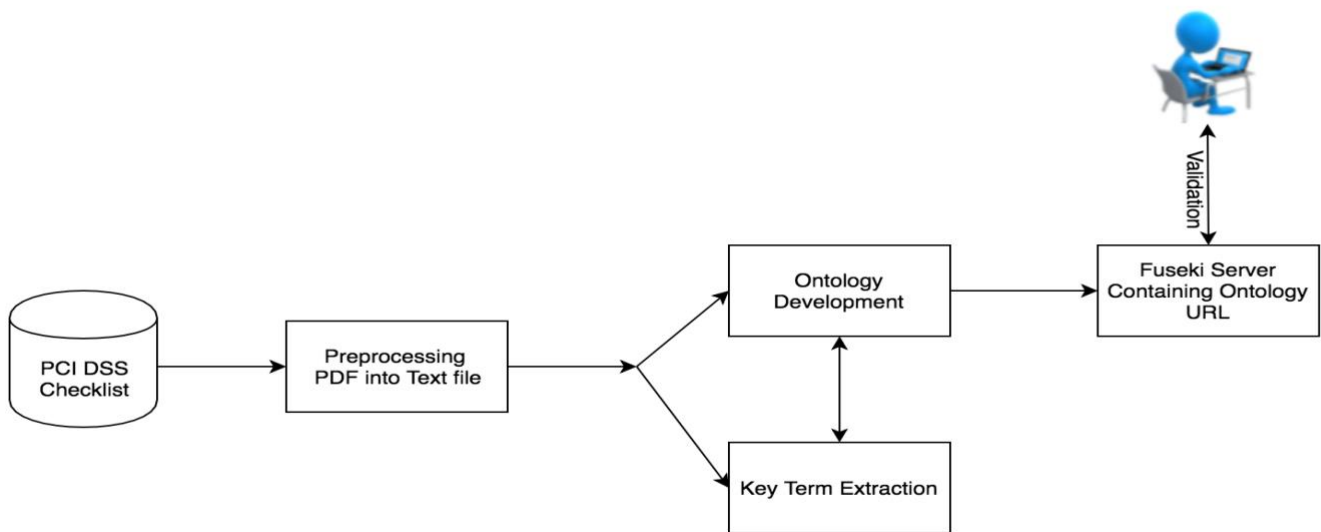 PCI DSS
Checklist
Preprocessing
PDF into Text file
Ontology
Development
Key Term Extraction
Fuseki Server
Containing Ontology
URL
Validation